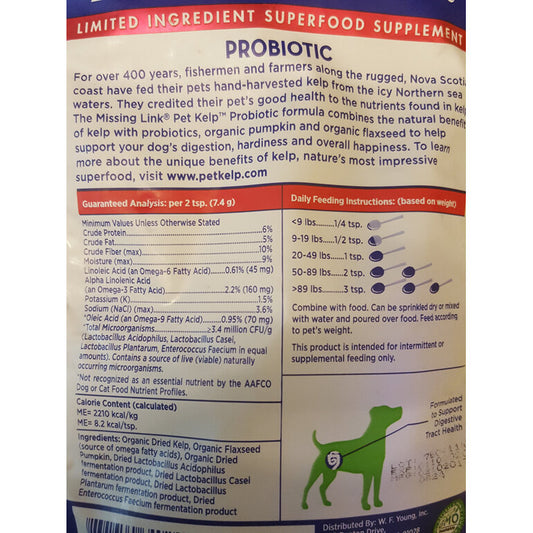 LIMITED INGREDIENT SUPERFOOD SUPPLEMENT
PROBIOTIC
For over 400 years, fishermen and farmers along the rugged, Nova Scotia
coast have fed their pets hand-harvested kelp from the icy Northern sea
waters. They credited their pet's good health to the nutrients found in kelp.
The Missing Link® Pet Kelp™ Probiotic formula combines the natural benefits
of kelp with probiotics, organic pumpkin and organic flaxseed to help
support your dog's digestion, hardiness and overall happiness. To learn
more about the unique benefits of kelp, nature's most impressive
superfood, visit www.petkelp.com
Guaranteed Analysis: per 2 tsp. (7.4 g)
Minimum Values Unless Otherwise Stated
Crude Protein..............6%
Crude Fat..............5%
Crude Fiber (max)..............10%
Moisture (max)..............9%
Linoleic Acid (an Omega-6 Fatty Acid)......0.61% (45 mg)
Alpha Linolenic Acid
(an Omega-3 Fatty Acid)..............2.2% (160 mg)
Potassium (K)..............1.5%
Sodium (NaCl) (max)..............3.6%
*Oleic Acid (an Omega-9 Fatty Acid)......0.95% (70 mg)
*Total Microorganisms..............≥3.4 million CFU/g
(Lactobacillus Acidophilus, Lactobacillus Casei,
Lactobacillus Plantarum, Enterococcus Faecium in equal
amounts). Contains a source of live (viable) naturally
occurring microorganisms.
*Not recognized as an essential nutrient by the AAFCO
Dog or Cat Food Nutrient Profiles.
Calorie Content (calculated)
ME= 2210 kcal/kg
ME= 8.2 kcal/tsp.
Ingredients: Organic Dried Kelp, Organic Flaxseed
(source of omega fatty acids), Organic Dried
Pumpkin, Dried Lactobacillus Acidophilus
fermentation product, Dried Lactobacillus Casei
fermentation product, Dried Lactobacillus
Plantarum fermentation product, Dried
Enterococcus Faecium fermentation product
Daily Feeding Instructions: (based on weight)
<9 lbs......1/4 tsp.
9-19 lbs......1/2 tsp.
20-49 lbs......1 tsp.
50-89 lbs......2 tsp.
>89 lbs......3 tsp.
Combine with food. Can be sprinkled dry or mixed
with water and poured over food. Feed according
to pet's weight.
This product is intended for intermittent or
supplemental feeding only.
Formulated
to Support
Digestive
Tract Health
Distributed By: W. F. Young, Inc.
Drive,